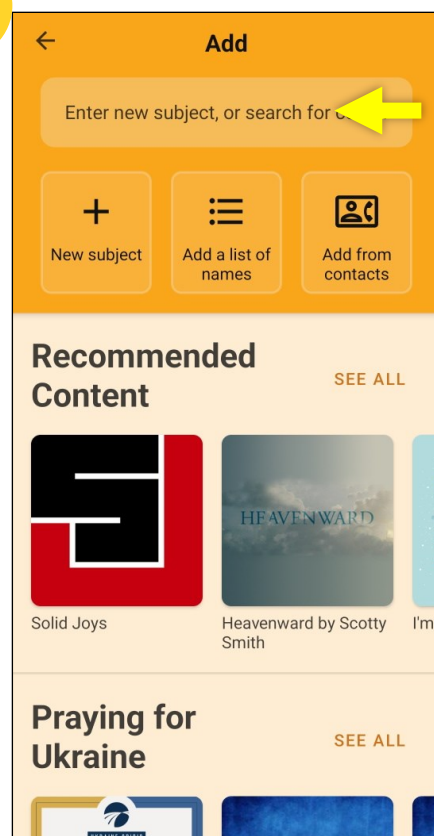 Add
Enter new subject, or search for
New subject
Add a list of
names
Add from
contacts
Recommended
Content
SEE ALL
HEAVENWARD
Solid Joys
Heavenward by Scotty
Smith
I'm
Praying for
Ukraine
SEE ALL